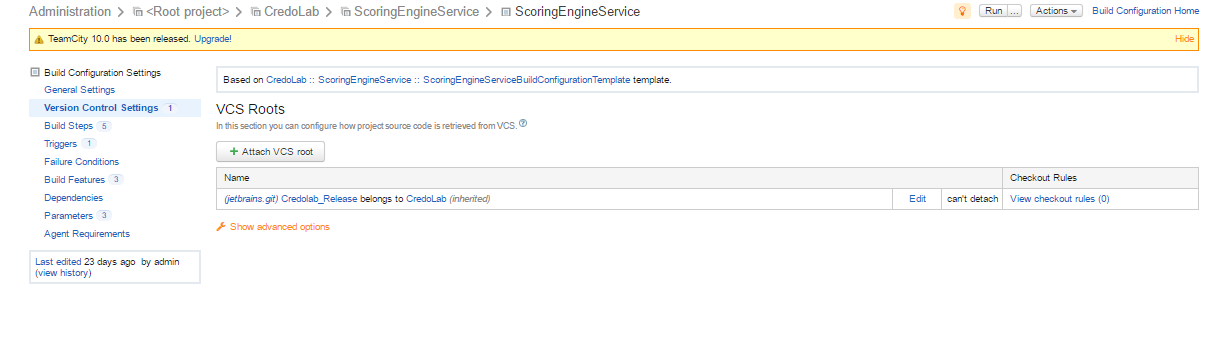 Administration > <Root project> > CredoLab > ScoringEngineService > ScoringEngineService Run ... Actions Build Configuration Home
TeamCity 10.0 has been released. Upgrade! Hide
Build Configuration Settings
General Settings
Version Control Settings 1
Build Steps 5
Triggers 1
Failure Conditions
Build Features 3
Dependencies
Parameters 3
Agent Requirements
Last edited 23 days ago by admin
(view history)
Based on CredoLab :: ScoringEngineService :: ScoringEngineServiceBuildConfigurationTemplate template.
VCS Roots
In this section you can configure how project source code is retrieved from VCS. ?
+ Attach VCS root
Name Checkout Rules
(jetbrains.git) Credolab_Release belongs to CredoLab (inherited) Edit can't detach View checkout rules (0)
Show advanced options